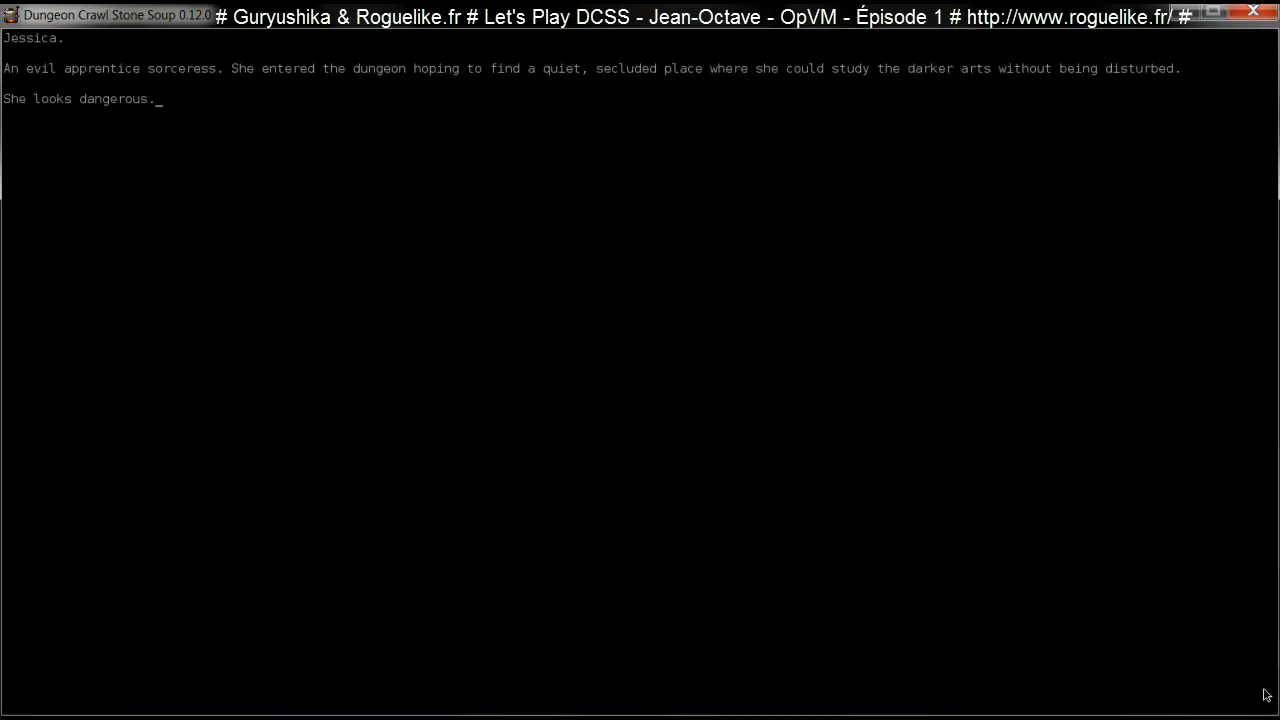 Dungeon Crawl Stone Soup 0.12.0 # Guryushika & Roguelike.fr # Let's Play DCSS - Jean-Octave - OpVM - Épisode 1 # http://www.roguelike.fr/ #
Jessica.
An evil apprentice sorceress. She entered the dungeon hoping to find a quiet, secluded place where she could study the darker arts without being disturbed.
She looks dangerous._